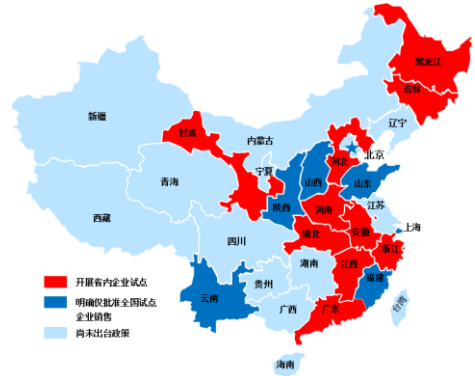 黑龙江
吉林
辽宁
新疆
甘肃
内蒙古
北京
河北
宁夏
山西
山东
青海
陕西
河南
江苏
西藏
上海
安徽
湖北
四川
浙江
湖南
江西
贵州
福建
云南
台湾
广西
广东
海南
开展省内企业试点
明确仅批准全国试点
企业销售
尚未出台政策